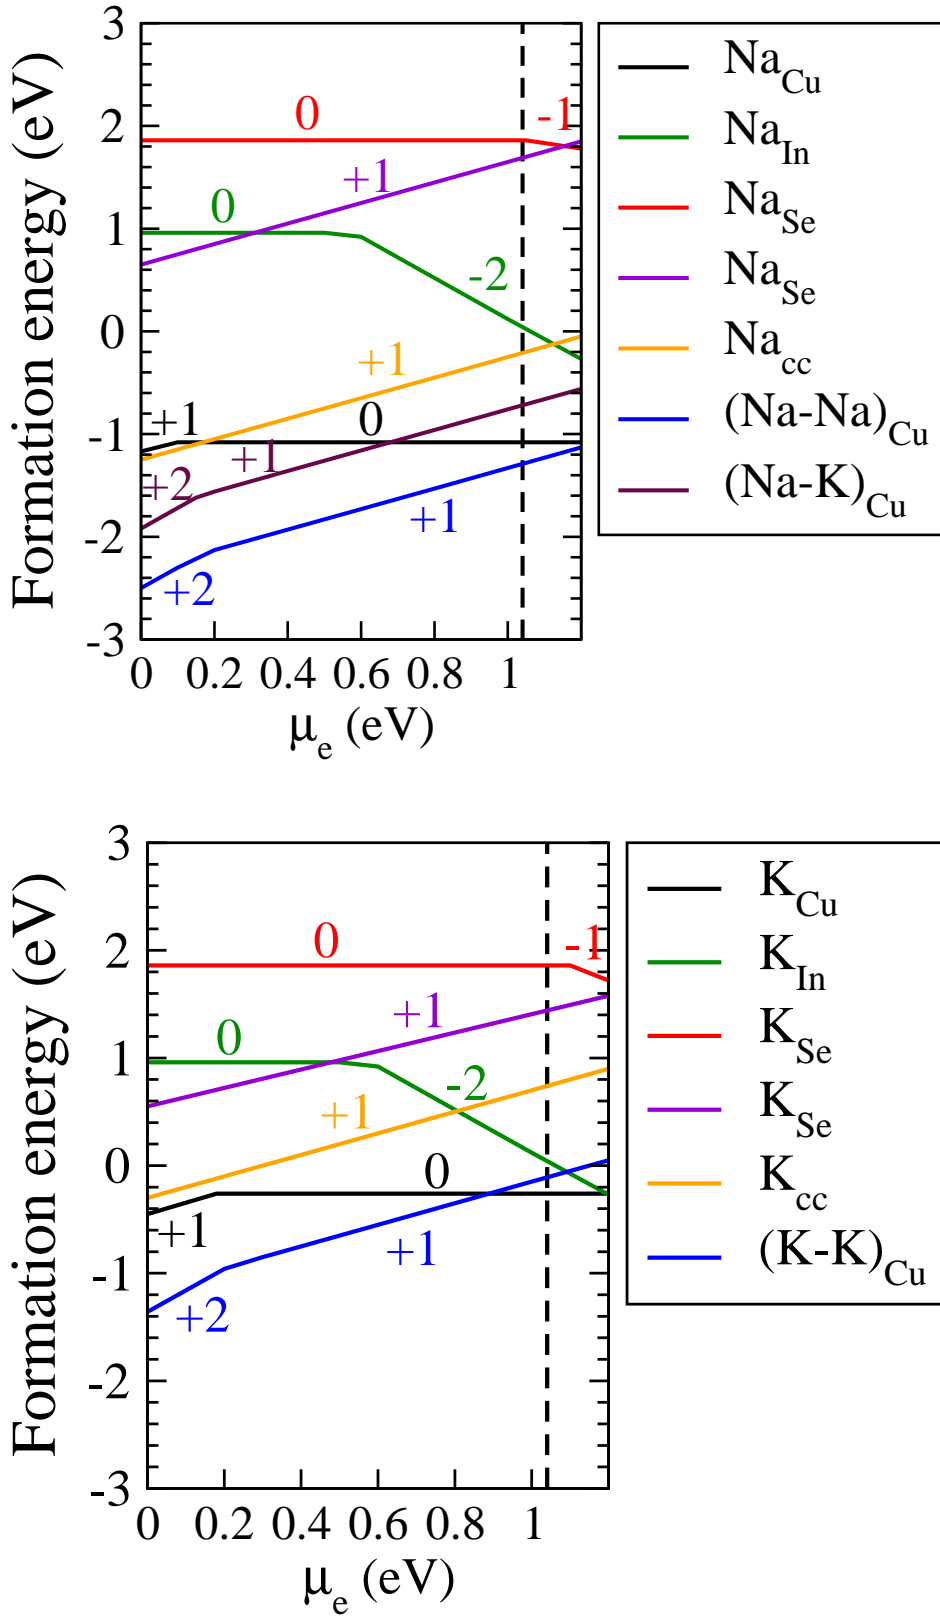 Formation energy (eV)
3
2
1
0
-1
-2
-3
0
-1
+1
0
-2
+1
+1
0
+1
+2
+1
+2
0 0.2 0.4 0.6 0.8 1
μe (eV)
NaCu
NaIn
NaSe
NaSe
Nacc
(Na-Na)Cu
(Na-K)Cu
Formation energy (eV)
3
2
1
0
-1
-2
-3
0
-1
+1
0
-2
+1
0
+1
+1
+2
0 0.2 0.4 0.6 0.8 1
μe (eV)
KCu
KIn
KSe
KSe
Kcc
(K-K)Cu